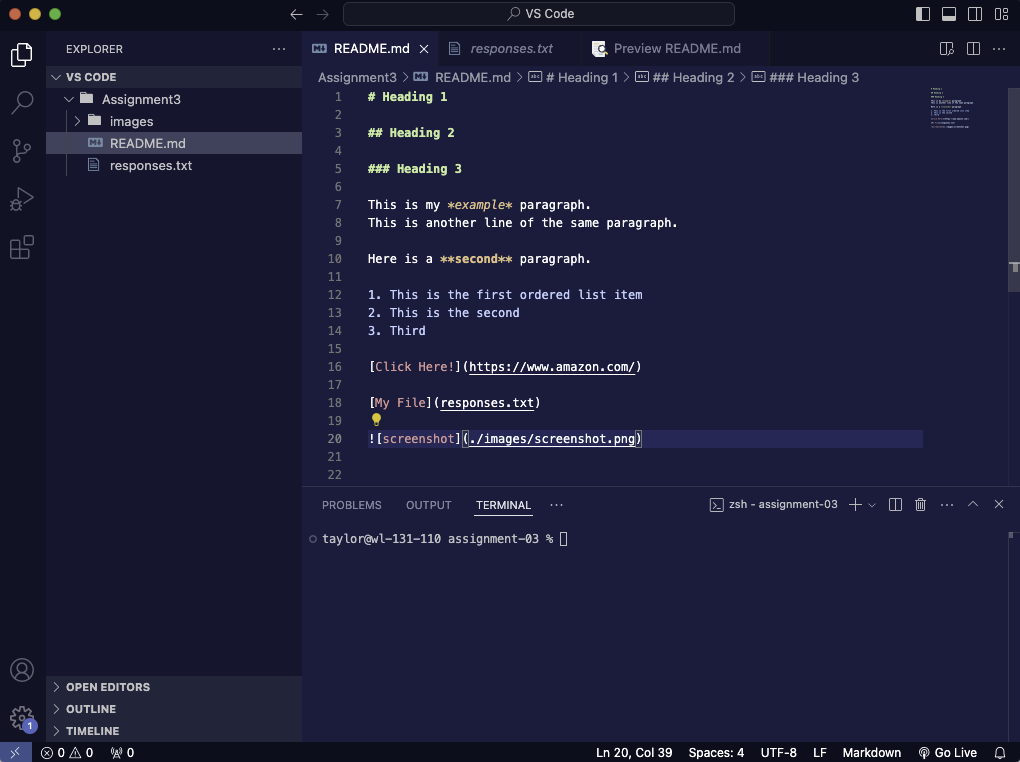 VS Code
EXPLORER
VS CODE
Assignment3
images
README.md
responses.txt
OPEN EDITORS
OUTLINE
TIMELINE
1
README.md responses.txt Preview README.md
Assignment3 > README.md > # Heading 1 > ## Heading 2 > ### Heading 3
1 # Heading 1
2
3 ## Heading 2
4
5 ### Heading 3
6
7 This is my *example* paragraph.
8 This is another line of the same paragraph.
9
10 Here is a **second** paragraph.
11
12 1. This is the first ordered list item
13 2. This is the second
14 3. Third
15
16 [Click Here!](https://www.amazon.com/)
17
18 [My File](responses.txt)
19
20 ![screenshot](./images/screenshot.png)
21
22
PROBLEMS OUTPUT TERMINAL ... zsh - assignment-03
taylor@wl-131-110 assignment-03 %
0 0 0 Ln 20, Col 39 Spaces: 4 UTF-8 LF Markdown Go Live